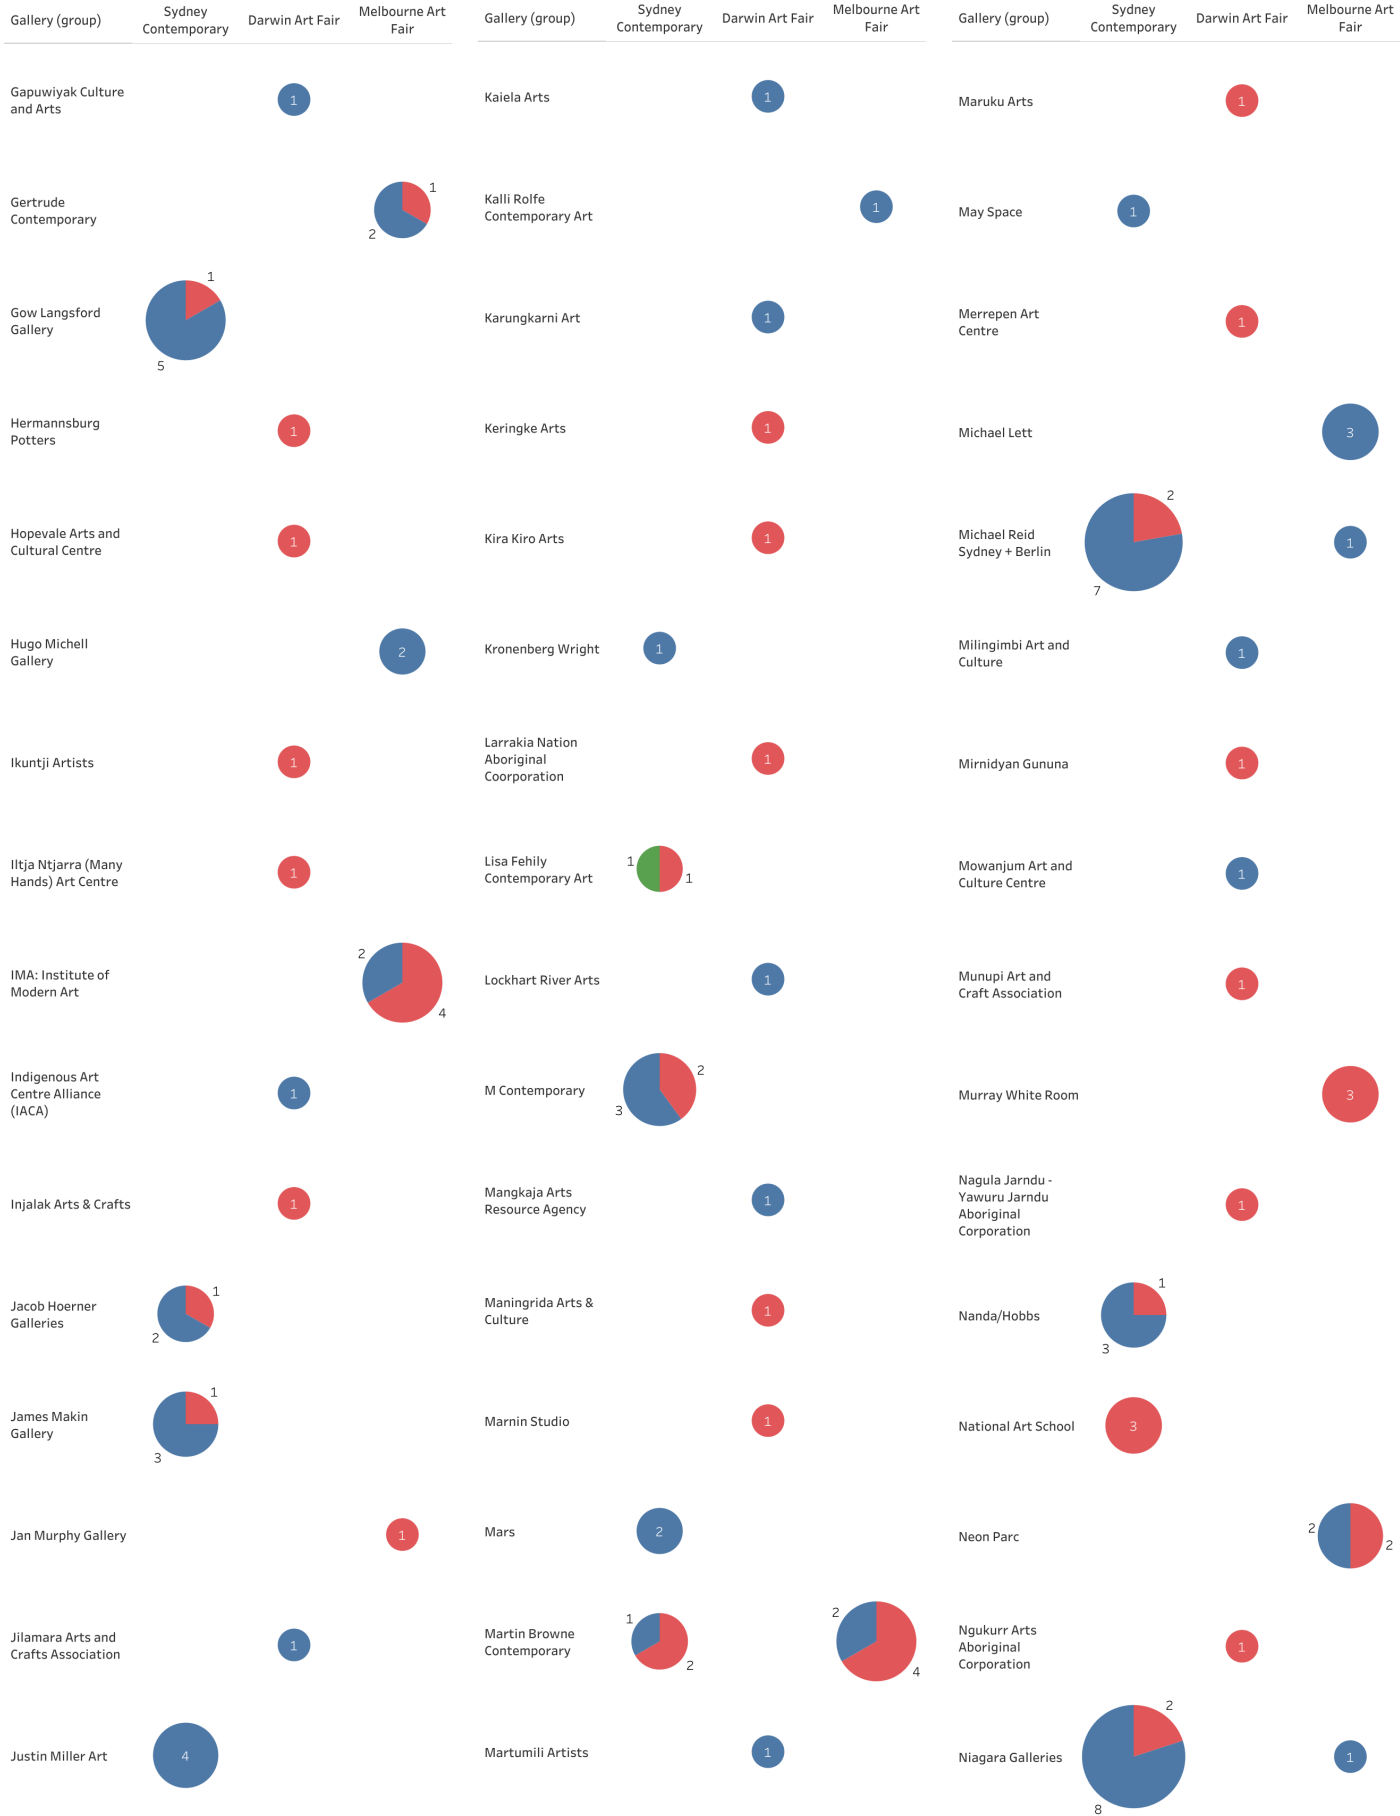 Gallery (group)
Sydney
Contemporary
Darwin Art Fair
Melbourne Art
Fair
Gapuwiyak Culture
and Arts
1
Gertrude
Contemporary
1
2
Gow Langsford
Gallery
1
5
Hermannsburg
Potters
1
Hopevale Arts and
Cultural Centre
1
Hugo Michell
Gallery
2
Ikuntji Artists
1
Iltja Ntjarra (Many
Hands) Art Centre
1
IMA: Institute of
Modern Art
2
4
Indigenous Art
Centre Alliance
(IACA)
1
Injalak Arts & Crafts
1
Jacob Hoerner
Galleries
1
2
James Makin
Gallery
1
3
Jan Murphy Gallery
1
Jilamara Arts and
Crafts Association
1
Justin Miller Art
4
Gallery (group)
Sydney
Contemporary
Darwin Art Fair
Melbourne Art
Fair
Kaiela Arts
1
Kalli Rolfe
Contemporary Art
1
Karungkarni Art
1
Keringke Arts
1
Kira Kiro Arts
1
Kronenberg Wright
1
Larrakia Nation
Aboriginal
Coorporation
1
Lisa Fehily
Contemporary Art
1
1
Lockhart River Arts
1
M Contemporary
2
3
Mangkaja Arts
Resource Agency
1
Maningrida Arts &
Culture
1
Marnin Studio
1
Mars
2
Martin Browne
Contemporary
1
2
2
4
Martumili Artists
1
Gallery (group)
Sydney
Contemporary
Darwin Art Fair
Melbourne Art
Fair
Maruku Arts
1
May Space
1
Merrepen Art
Centre
1
Michael Lett
3
Michael Reid
Sydney + Berlin
2
7
1
Milingimbi Art and
Culture
1
Mirnidyan Gununa
1
Mowanjum Art and
Culture Centre
1
Munupi Art and
Craft Association
1
Murray White Room
3
Nagula Jarndu -
Yawuru Jarndu
Aboriginal
Corporation
1
Nanda/Hobbs
1
3
National Art School
3
Neon Parc
2
2
Ngukurr Arts
Aboriginal
Corporation
1
Niagara Galleries
2
8
1